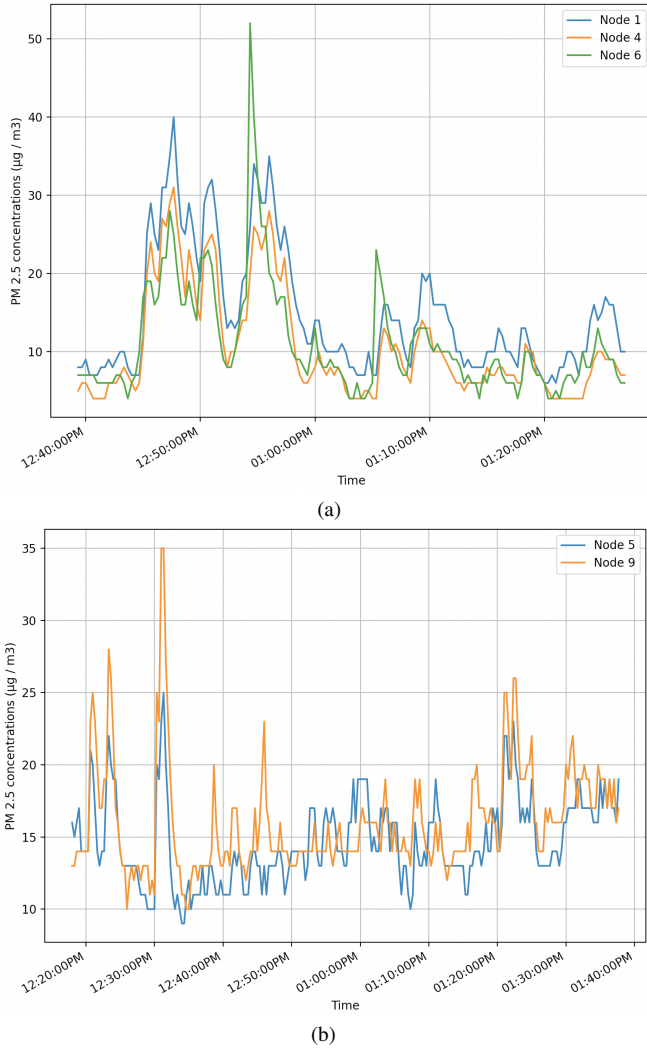 50
40
30
20
10
PM 2.5 concentrations (µg / m3)
Node 1
Node 4
Node 6
12:40:00PM
12:50:00PM
01:00:00PM
01:10:00PM
01:20:00PM
Time
(a)
35
30
25
20
15
10
PM 2.5 concentrations (µg / m3)
Node 5
Node 9
12:20:00PM
12:30:00PM
12:40:00PM
12:50:00PM
01:00:00PM
01:10:00PM
01:20:00PM
01:30:00PM
01:40:00PM
Time
(b)